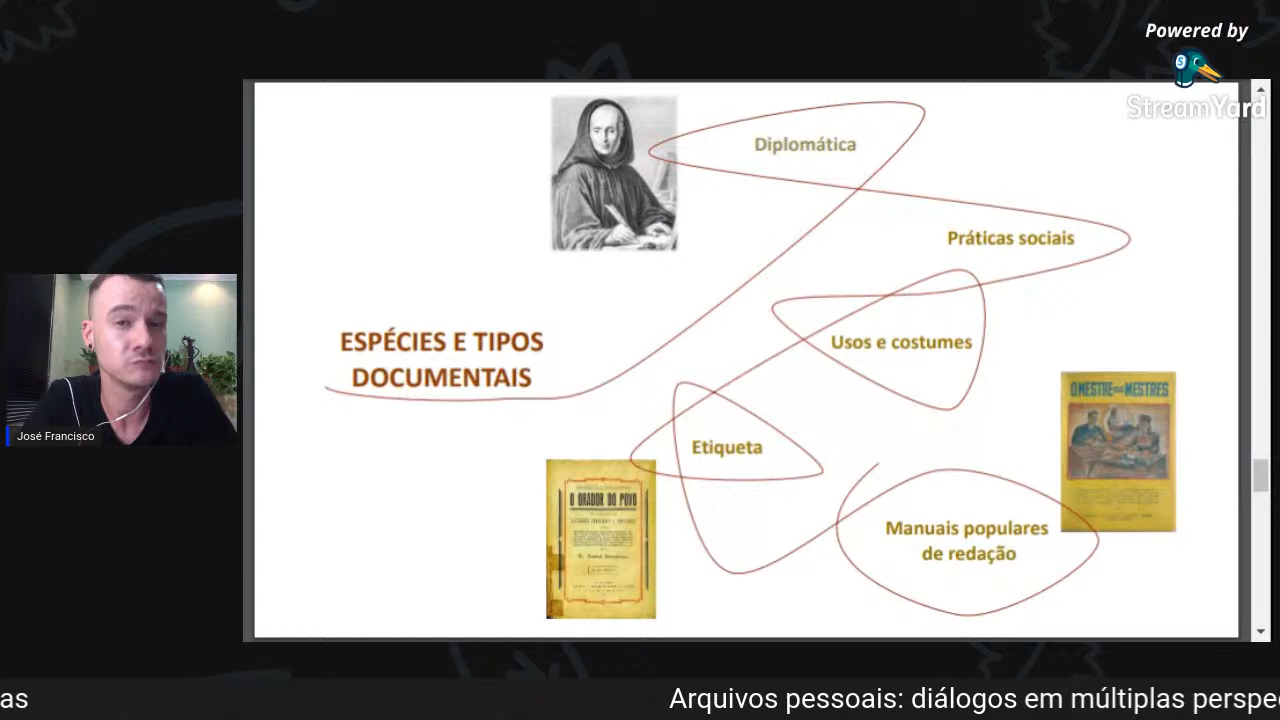 Powered by
StreamYard
Diplomática
Práticas sociais
ESPÉCIES E TIPOS
DOCUMENTAIS
Usos e costumes
O MESTRE DOS MESTRES
José Francisco
Etiqueta
O ORADOR DO POVO
Manuais populares
de redação
as
Arquivos pessoais: diálogos em múltiplas perspe